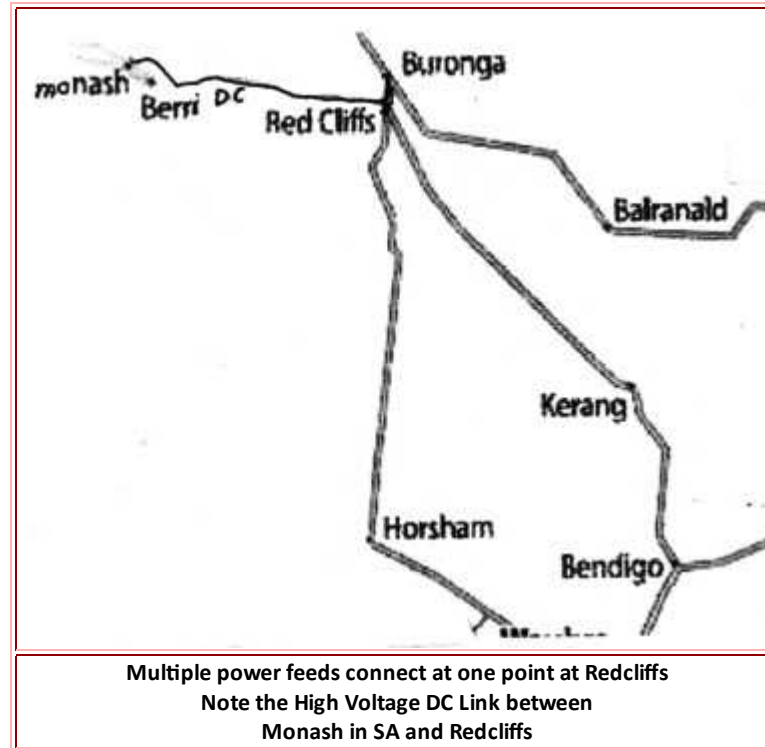 Buronga
monash
Berri
DC
Red Cliffs
Balranald
Kerang
Horsham
Bendigo
Multiple power feeds connect at one point at Redcliffs
Note the High Voltage DC Link between
Monash in SA and Redcliffs